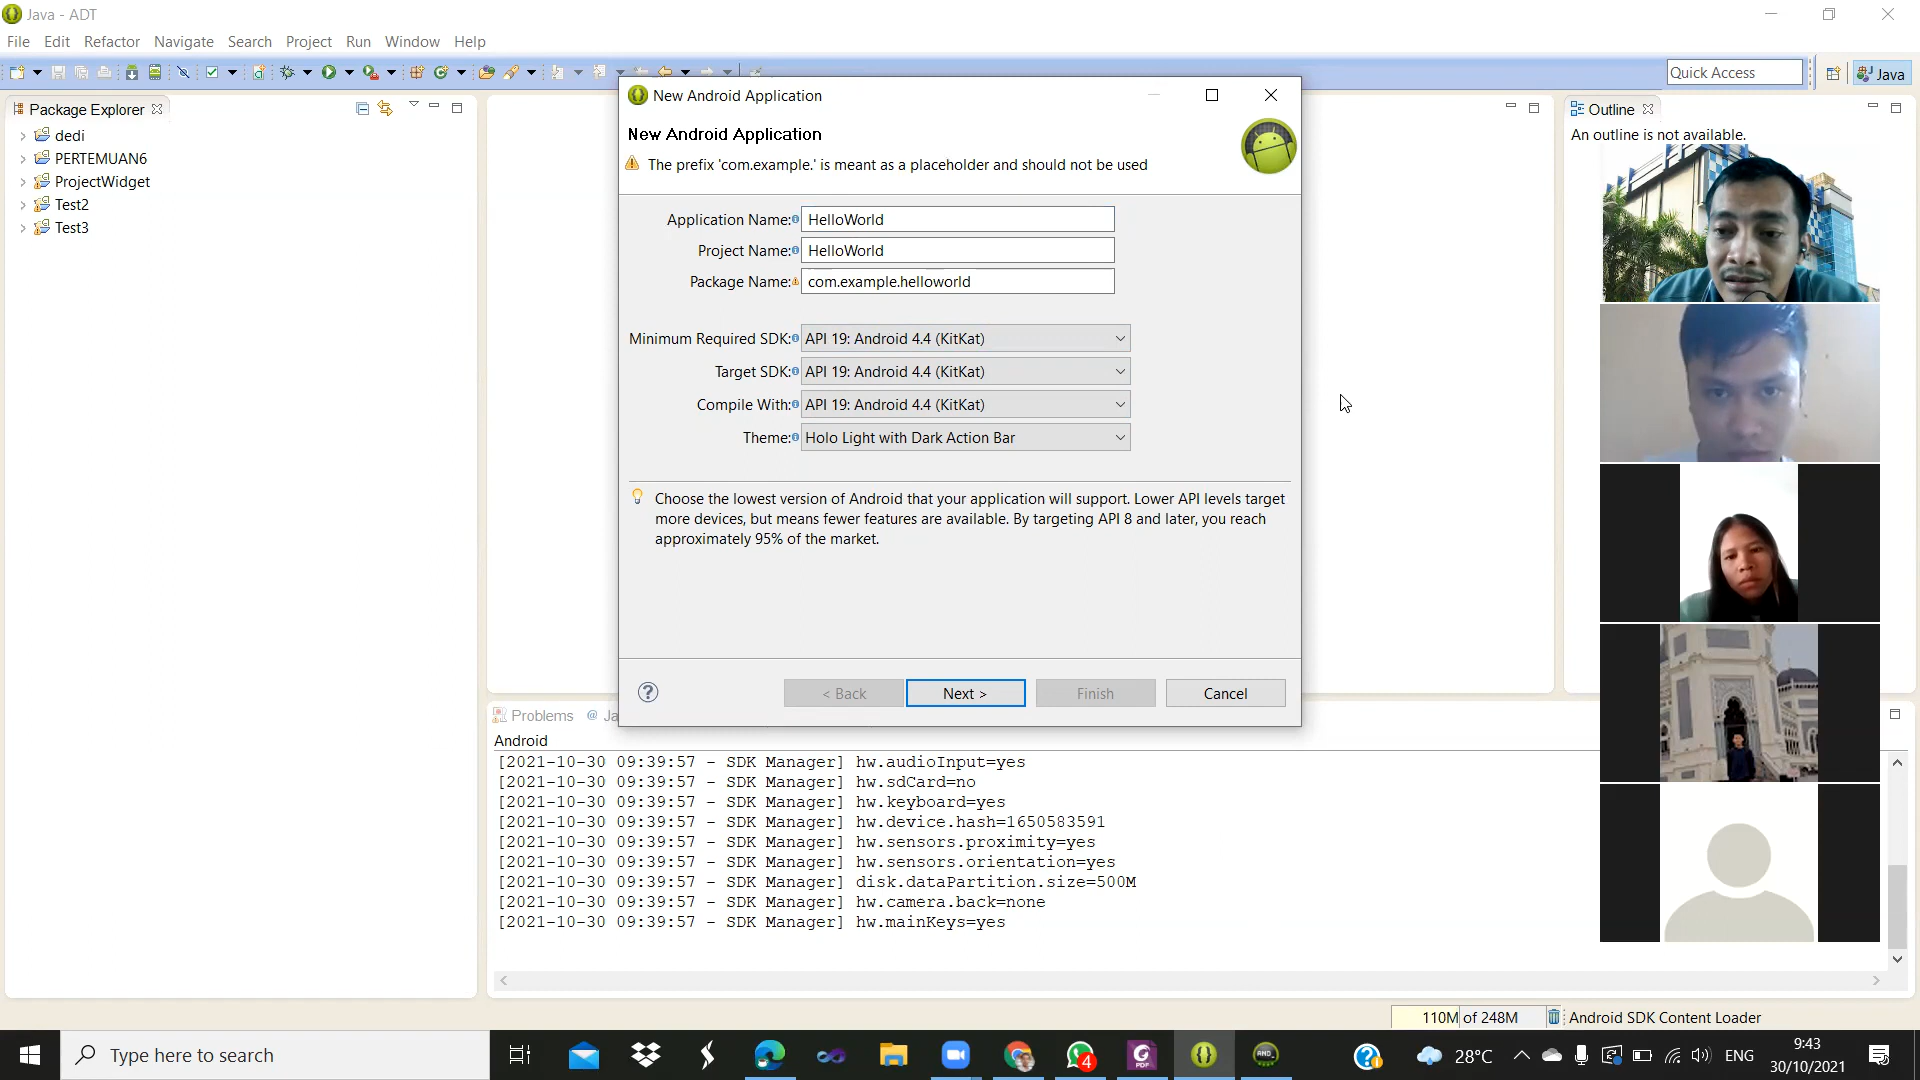 Java - ADT
File Edit Refactor Navigate Search Project Run Window Help
Quick Access
Java
Package Explorer
dedi
PERTEMUAN6
ProjectWidget
Test2
Test3
New Android Application
New Android Application
The prefix 'com.example.' is meant as a placeholder and should not be used
Application Name: HelloWorld
Project Name: HelloWorld
Package Name: com.example.helloworld
Minimum Required SDK: API 19: Android 4.4 (KitKat)
Target SDK: API 19: Android 4.4 (KitKat)
Compile With: API 19: Android 4.4 (KitKat)
Theme: Holo Light with Dark Action Bar
Choose the lowest version of Android that your application will support. Lower API levels target
more devices, but means fewer features are available. By targeting API 8 and later, you reach
approximately 95% of the market.
< Back Next > Finish Cancel
Outline
An outline is not available.
Problems @ Ja
Android
[2021-10-30 09:39:57 - SDK Manager] hw.audioInput=yes
[2021-10-30 09:39:57 - SDK Manager] hw.sdCard=no
[2021-10-30 09:39:57 - SDK Manager] hw.keyboard=yes
[2021-10-30 09:39:57 - SDK Manager] hw.device.hash=1650583591
[2021-10-30 09:39:57 - SDK Manager] hw.sensors.proximity=yes
[2021-10-30 09:39:57 - SDK Manager] hw.sensors.orientation=yes
[2021-10-30 09:39:57 - SDK Manager] disk.dataPartition.size=500M
[2021-10-30 09:39:57 - SDK Manager] hw.camera.back=none
[2021-10-30 09:39:57 - SDK Manager] hw.mainKeys=yes
110M of 248M
Android SDK Content Loader
Type here to search
4
PDF
AND
28°C
ENG
9:43
30/10/2021